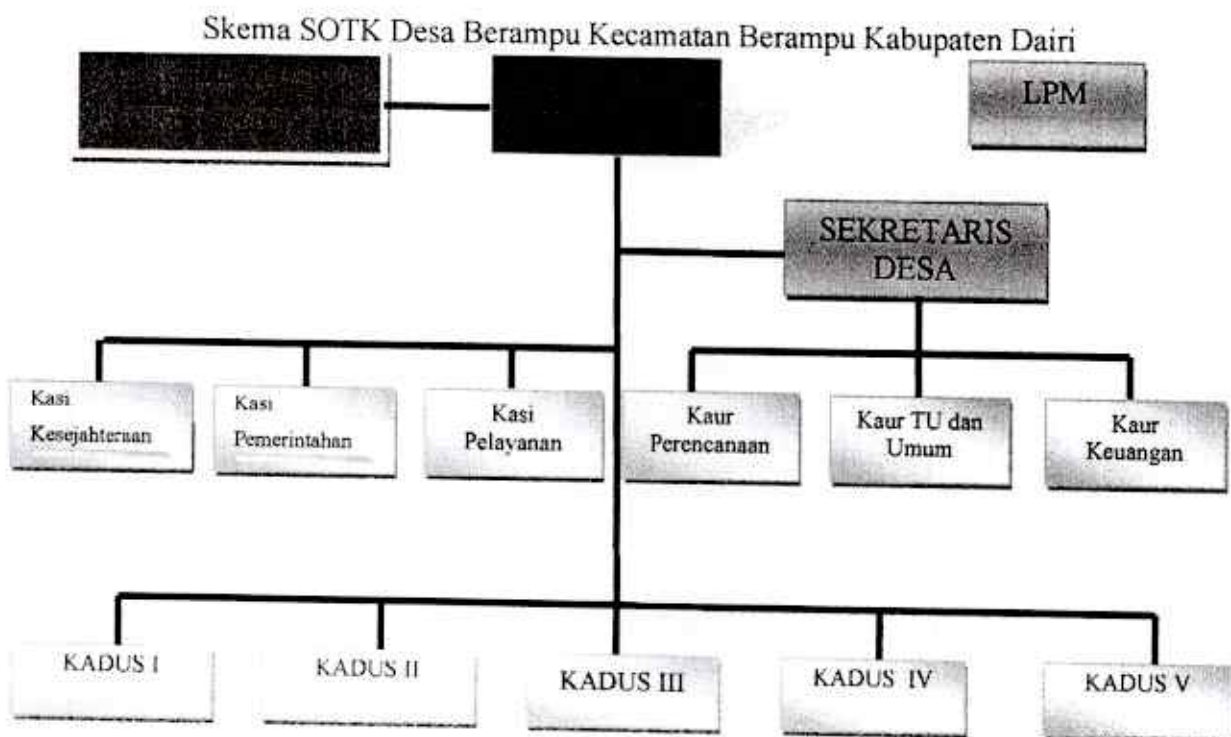 Skema SOTK Desa Berampu Kecamatan Berampu Kabupaten Dairi
LPM
SEKRETARIS
DESA
Kasi
Kesejahteraan
Kasi
Pemerintahan
Kasi
Pelayanan
Kaur
Perencanaan
Kaur TU dan
Umum
Kaur
Keuangan
KADUS I
KADUS II
KADUS III
KADUS IV
KADUS V